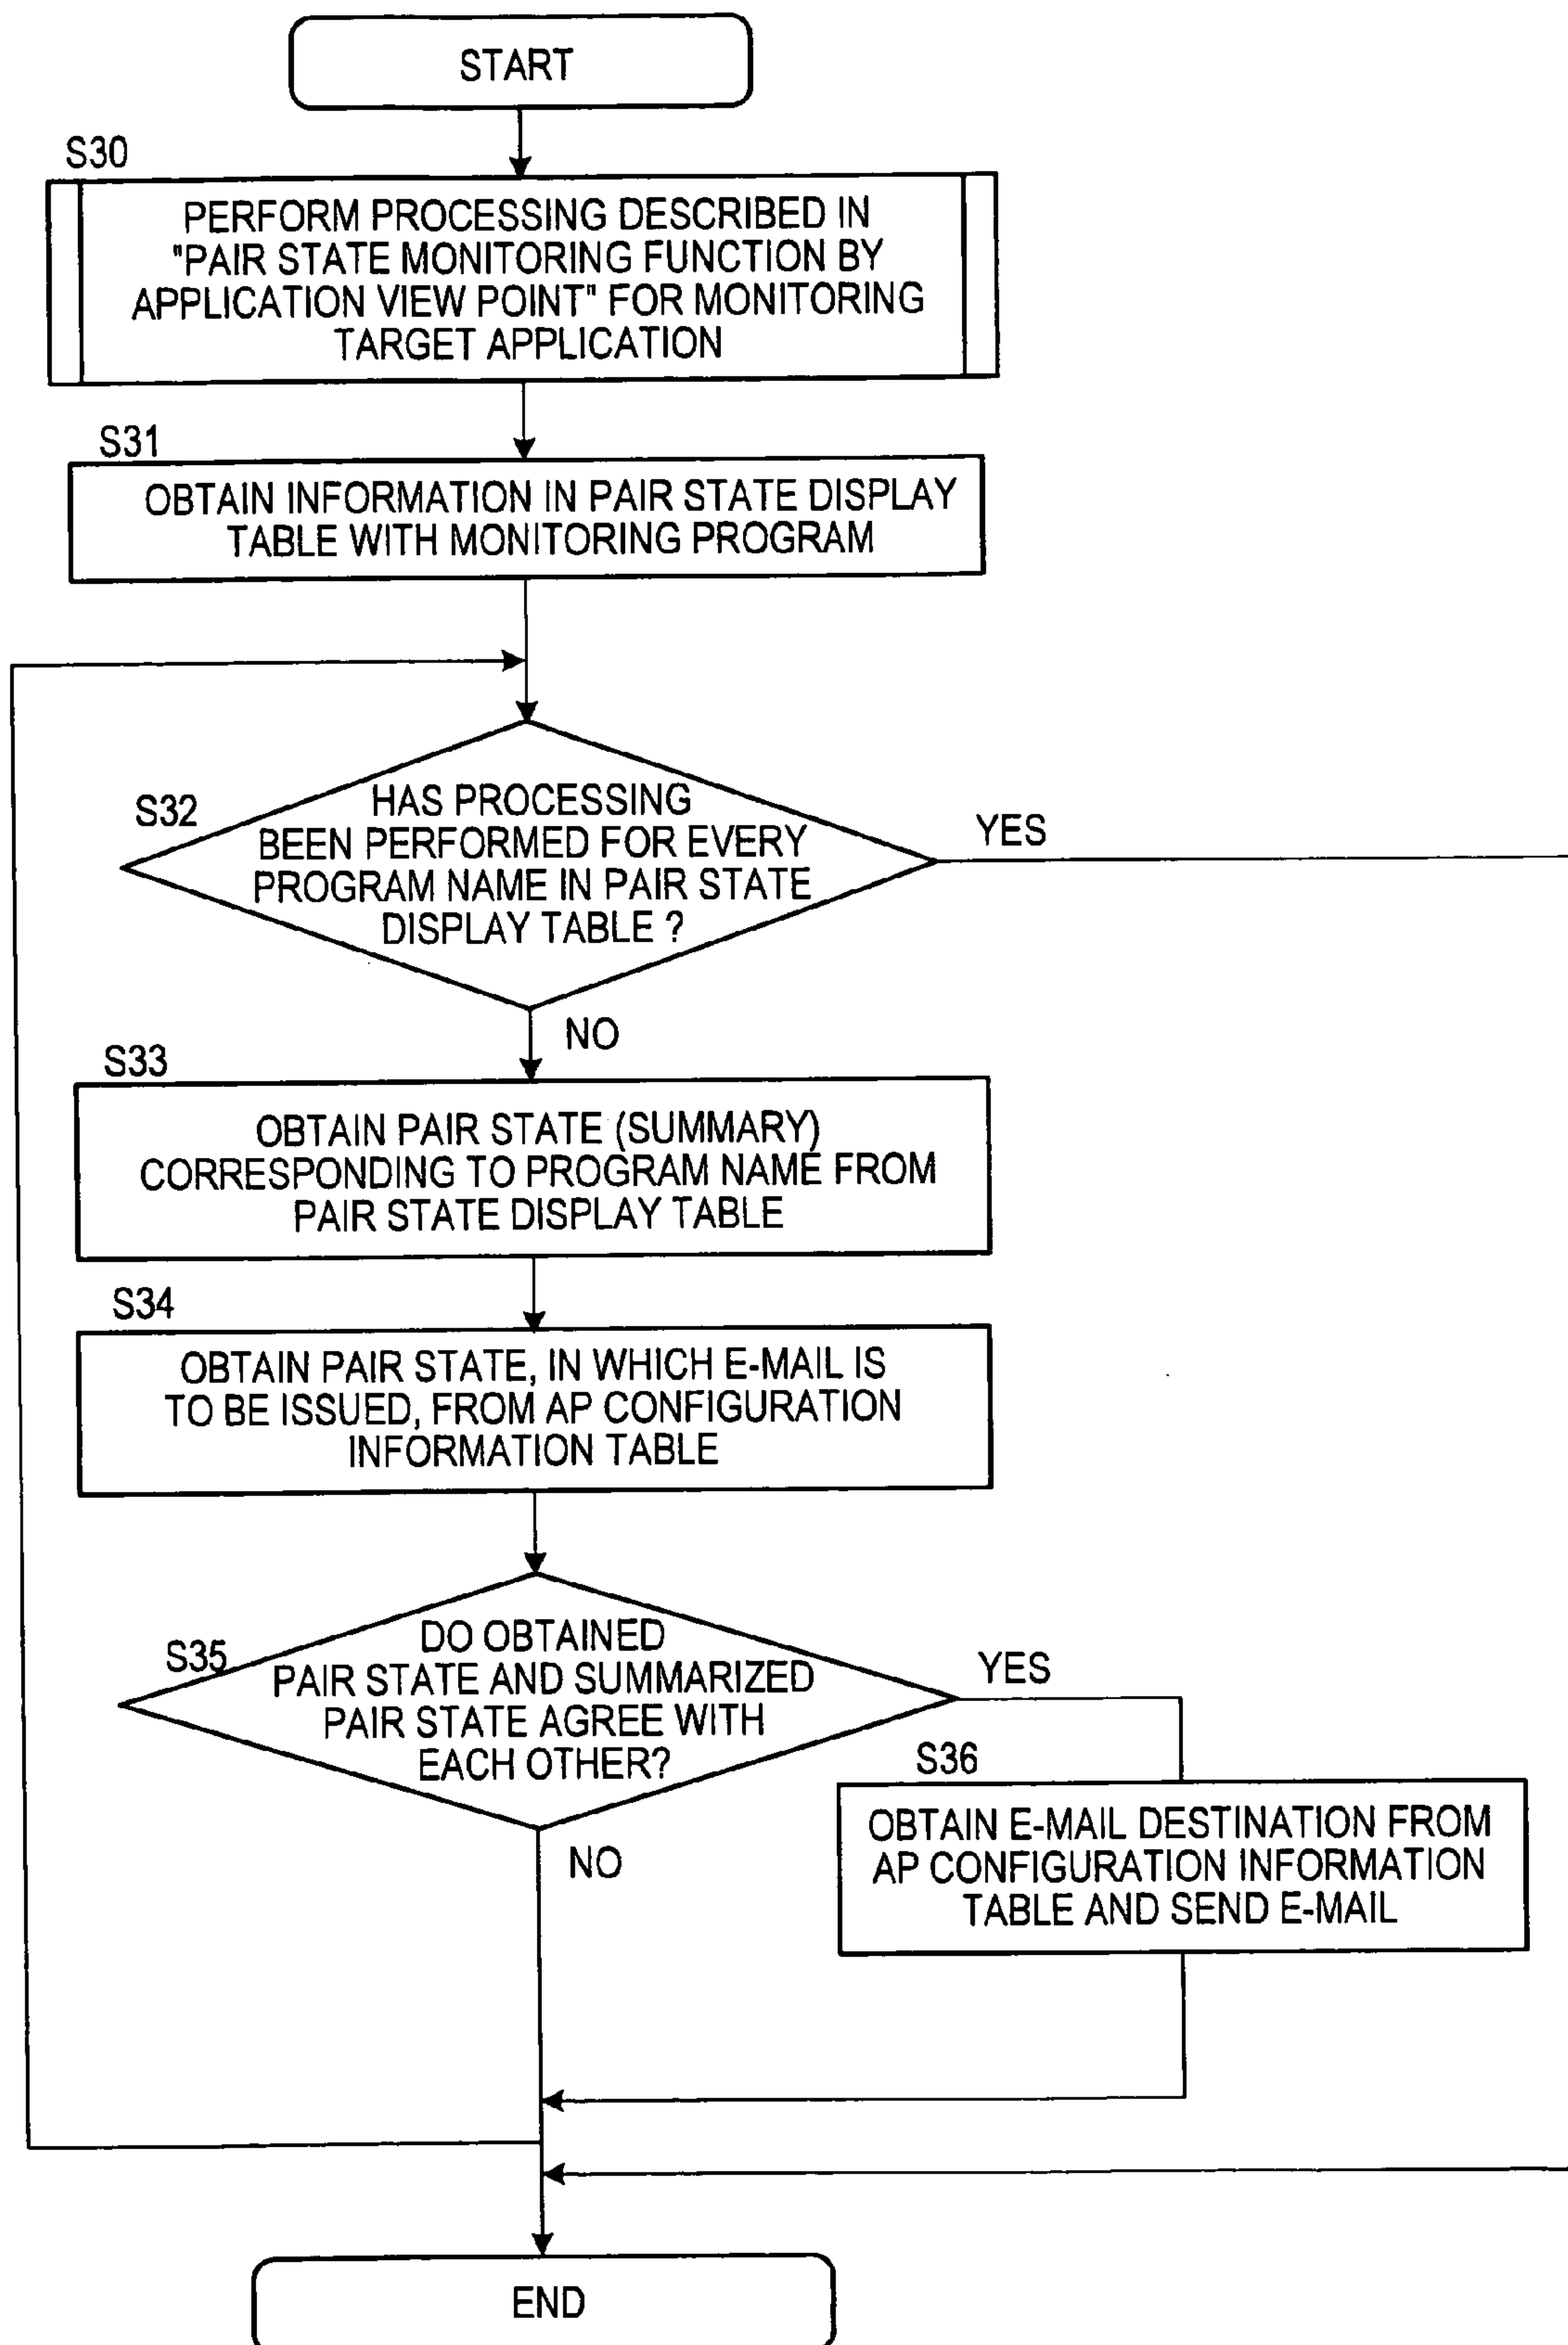 START
S30
PERFORM PROCESSING DESCRIBED IN
"PAIR STATE MONITORING FUNCTION BY
APPLICATION VIEW POINT" FOR MONITORING
TARGET APPLICATION
S31
OBTAIN INFORMATION IN PAIR STATE DISPLAY
TABLE WITH MONITORING PROGRAM
S32
HAS PROCESSING
BEEN PERFORMED FOR EVERY
PROGRAM NAME IN PAIR STATE
DISPLAY TABLE ?
YES
NO
S33
OBTAIN PAIR STATE (SUMMARY)
CORRESPONDING TO PROGRAM NAME FROM
PAIR STATE DISPLAY TABLE
S34
OBTAIN PAIR STATE, IN WHICH E-MAIL IS
TO BE ISSUED, FROM AP CONFIGURATION
INFORMATION TABLE
S35
DO OBTAINED
PAIR STATE AND SUMMARIZED
PAIR STATE AGREE WITH
EACH OTHER?
YES
NO
S36
OBTAIN E-MAIL DESTINATION FROM
AP CONFIGURATION INFORMATION
TABLE AND SEND E-MAIL
END